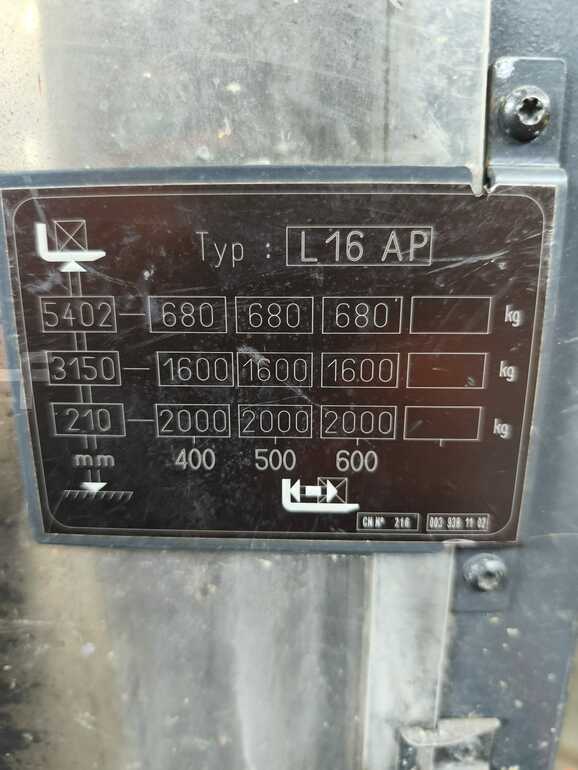 Typ : L16 AP
5402 680 680 680 kg
3150 1600 1600 1600 kg
210 2000 2000 2000 kg
mm 400 500 600
CN N° 216 003 938 11 02